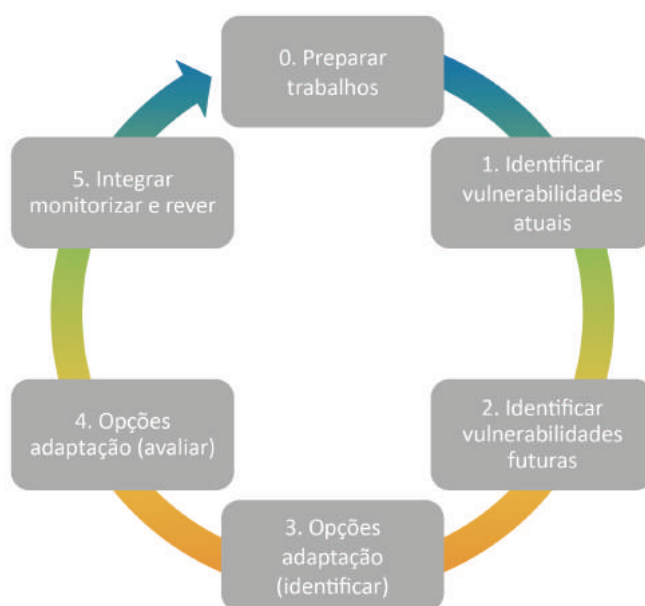 0. Preparar
trabalhos
1. Identificar
vulnerabilidades
atuais
2. Identificar
vulnerabilidades
futuras
3. Opções
adaptação
(identificar)
4. Opções
adaptação (avaliar)
5. Integrar
monitorizar e rever